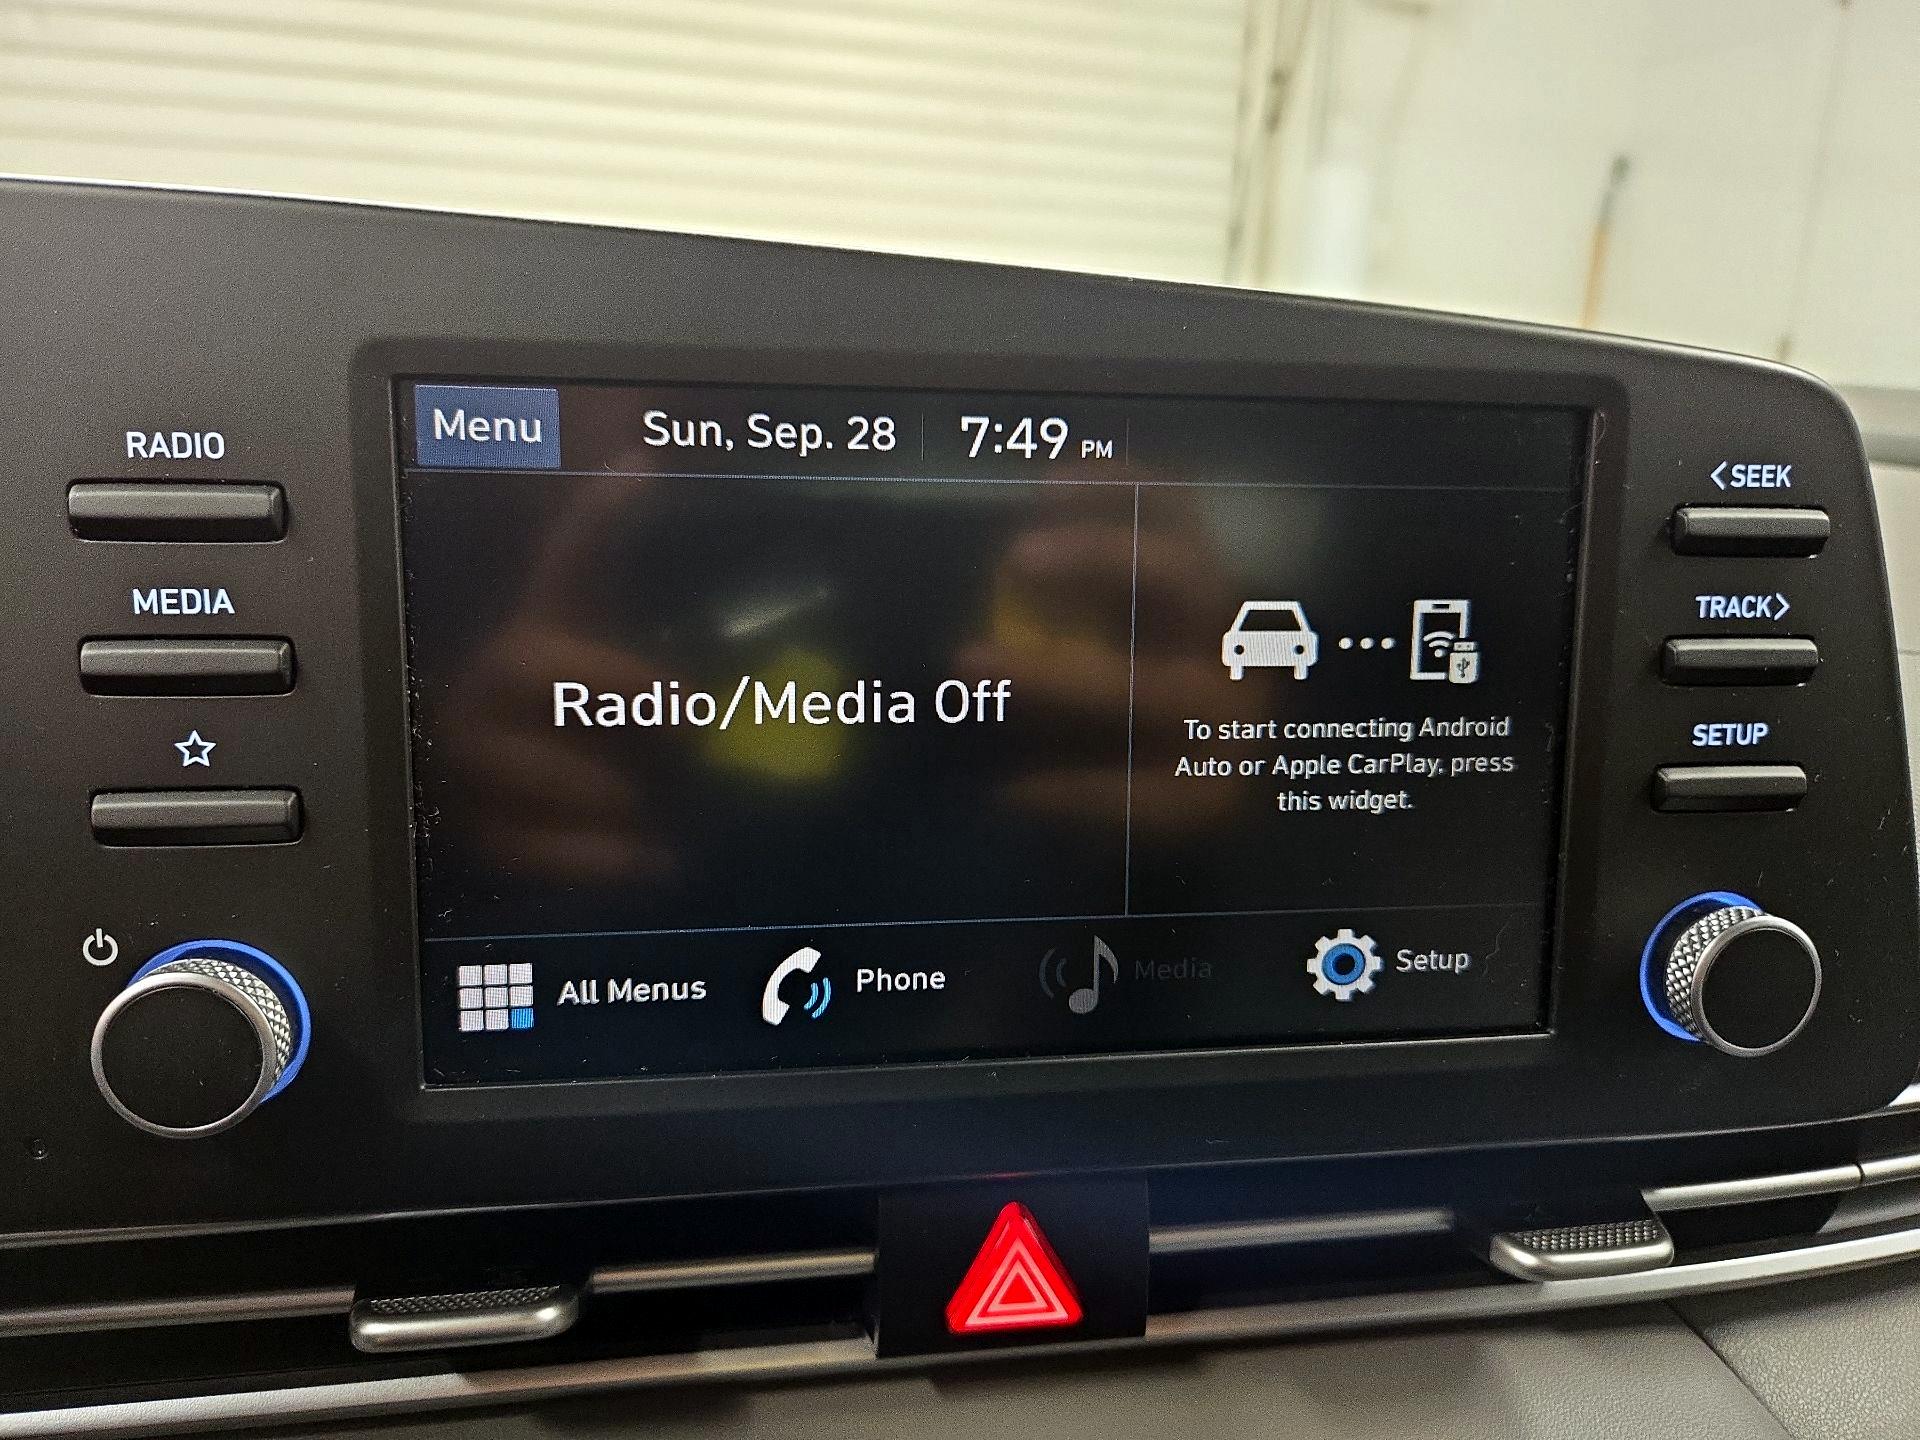 RADIO
MEDIA
Menu
Sun, Sep. 28
7:49 PM
Radio/Media Off
To start connecting Android
Auto or Apple CarPlay, press
this widget.
All Menus
Phone
Media
Setup
<SEEK
TRACK>
SETUP